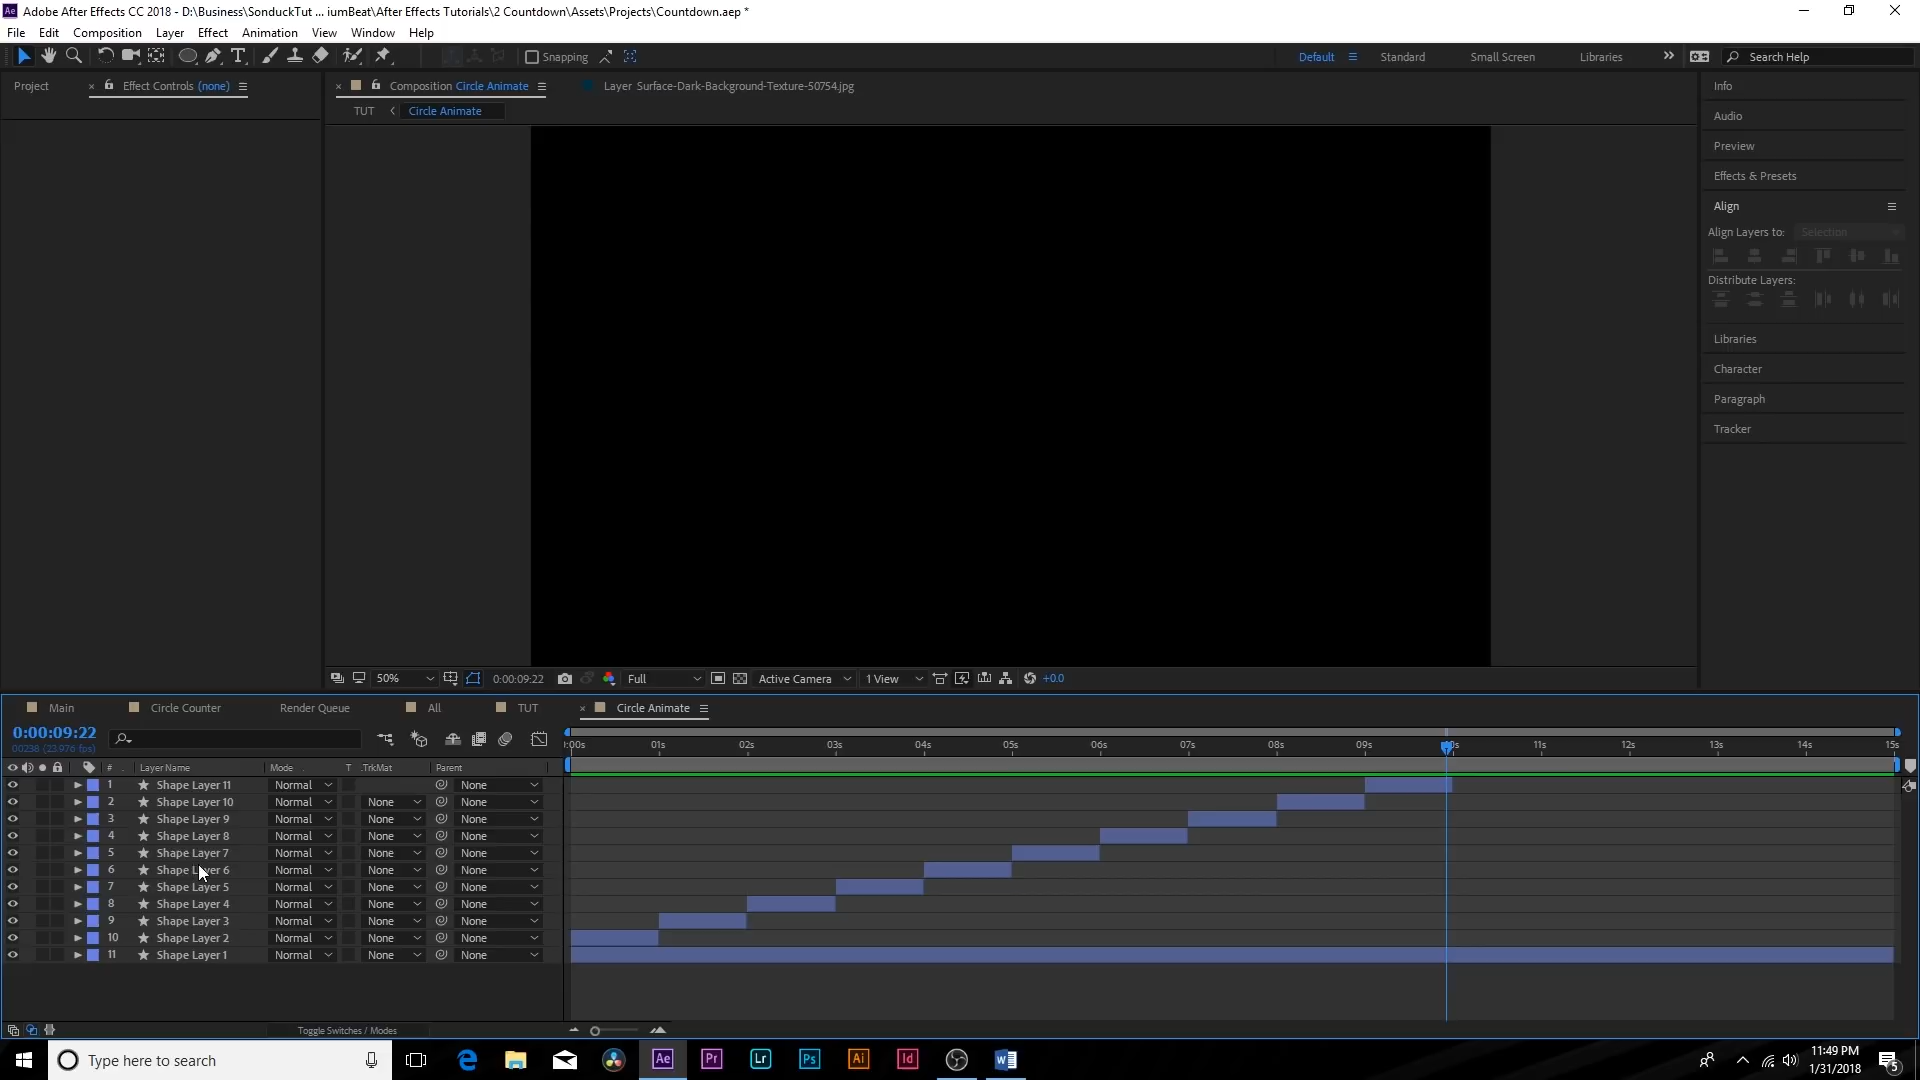 Adobe After Effects CC 2018 - D:\Business\SonduckTut ... iumBeat\After Effects Tutorials\2 Countdown\Assets\Projects\Countdown.aep *
File Edit Composition Layer Effect Animation View Window Help
Snapping Default Standard Small Screen Libraries Search Help
Project Effect Controls (none) Composition Circle Animate Layer Surface-Dark-Background-Texture-50754.jpg
TUT Circle Animate
Info
Audio
Preview
Effects & Presets
Align
Align Layers to: Selection
Distribute Layers:
Libraries
Character
Paragraph
Tracker
50% 0:00:09:22 Full Active Camera 1 View +0.0
Main Circle Counter Render Queue All TUT Circle Animate
0:00:09:22
00238 (23.976 fps)
:00s 01s 02s 03s 04s 05s 06s 07s 08s 09s 0s 11s 12s 13s 14s 15s
# Layer Name Mode T .TrkMat Parent
1 Shape Layer 11 Normal None
2 Shape Layer 10 Normal None None
3 Shape Layer 9 Normal None None
4 Shape Layer 8 Normal None None
5 Shape Layer 7 Normal None None
6 Shape Layer 6 Normal None None
7 Shape Layer 5 Normal None None
8 Shape Layer 4 Normal None None
9 Shape Layer 3 Normal None None
10 Shape Layer 2 Normal None None
11 Shape Layer 1 Normal None None
Toggle Switches / Modes
Type here to search Ae Pr Lr Ps Ai Id 11:49 PM
1/31/2018 5